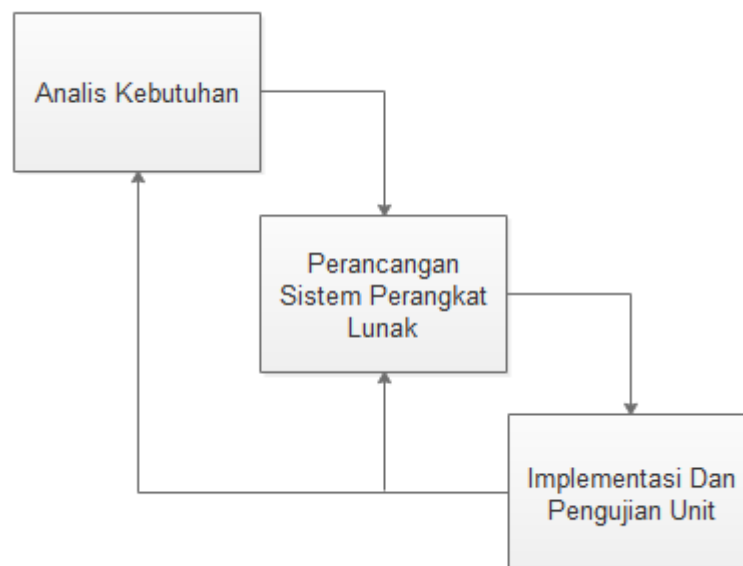 Analis Kebutuhan
Perancangan
Sistem Perangkat
Lunak
Implementasi Dan
Pengujian Unit